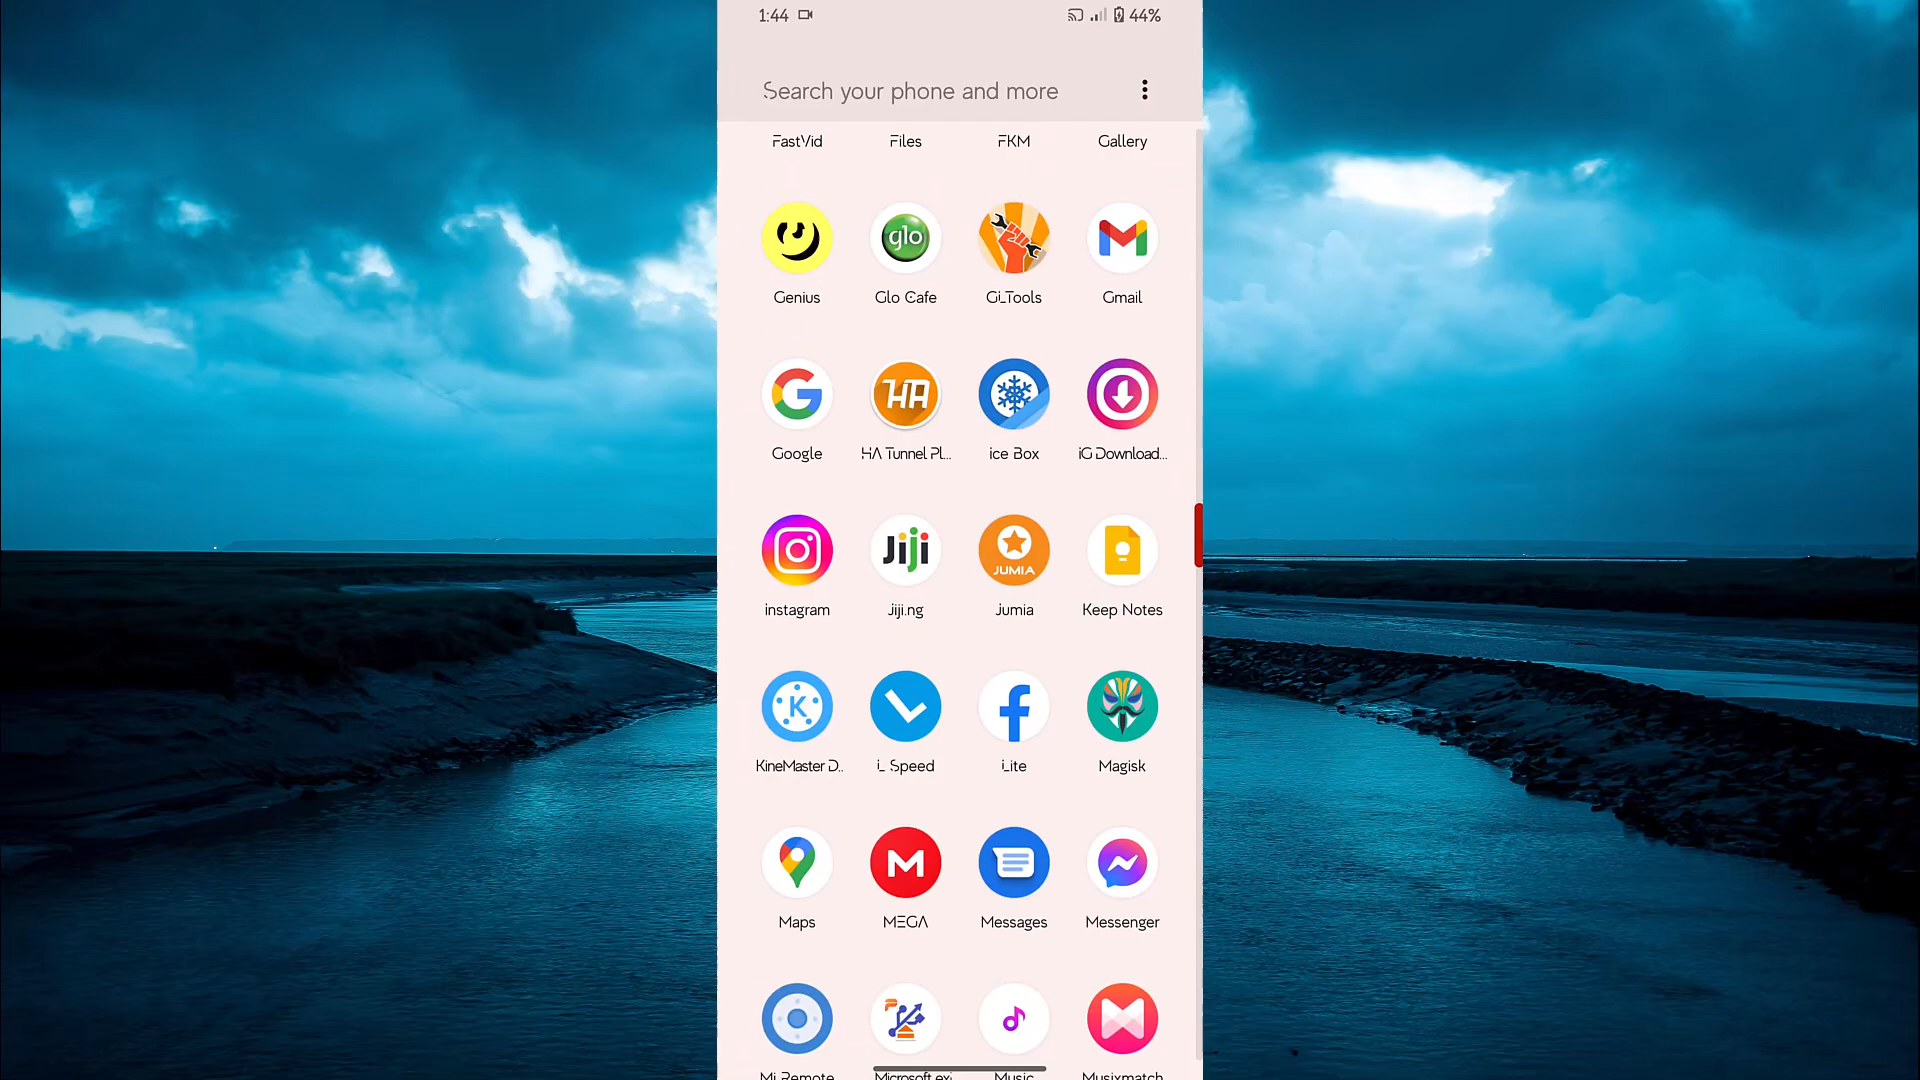 1:44 44%
Search your phone and more
FastVid Files FKM Gallery
glo
Genius Glo Cafe GLTools Gmail
HA
Google HA Tunnel Pl... ice Box iG Download...
Jiji JUMIA
instagram Jiji.ng Jumia Keep Notes
K
KineMaster D.. L Speed Lite Magisk
M
Maps MEGA Messages Messenger
Mi Remote Microsoft exF Music Musixmatch